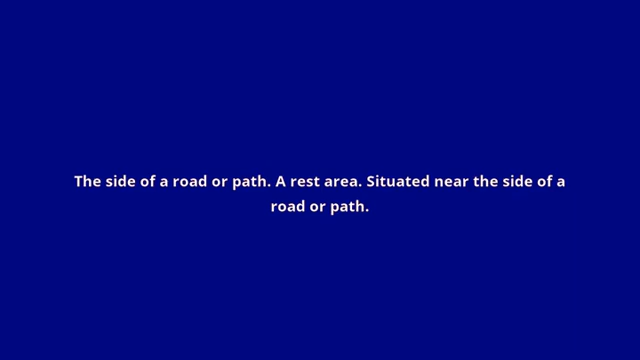 The side of a road or path. A rest area. Situated near the side of a
road or path.